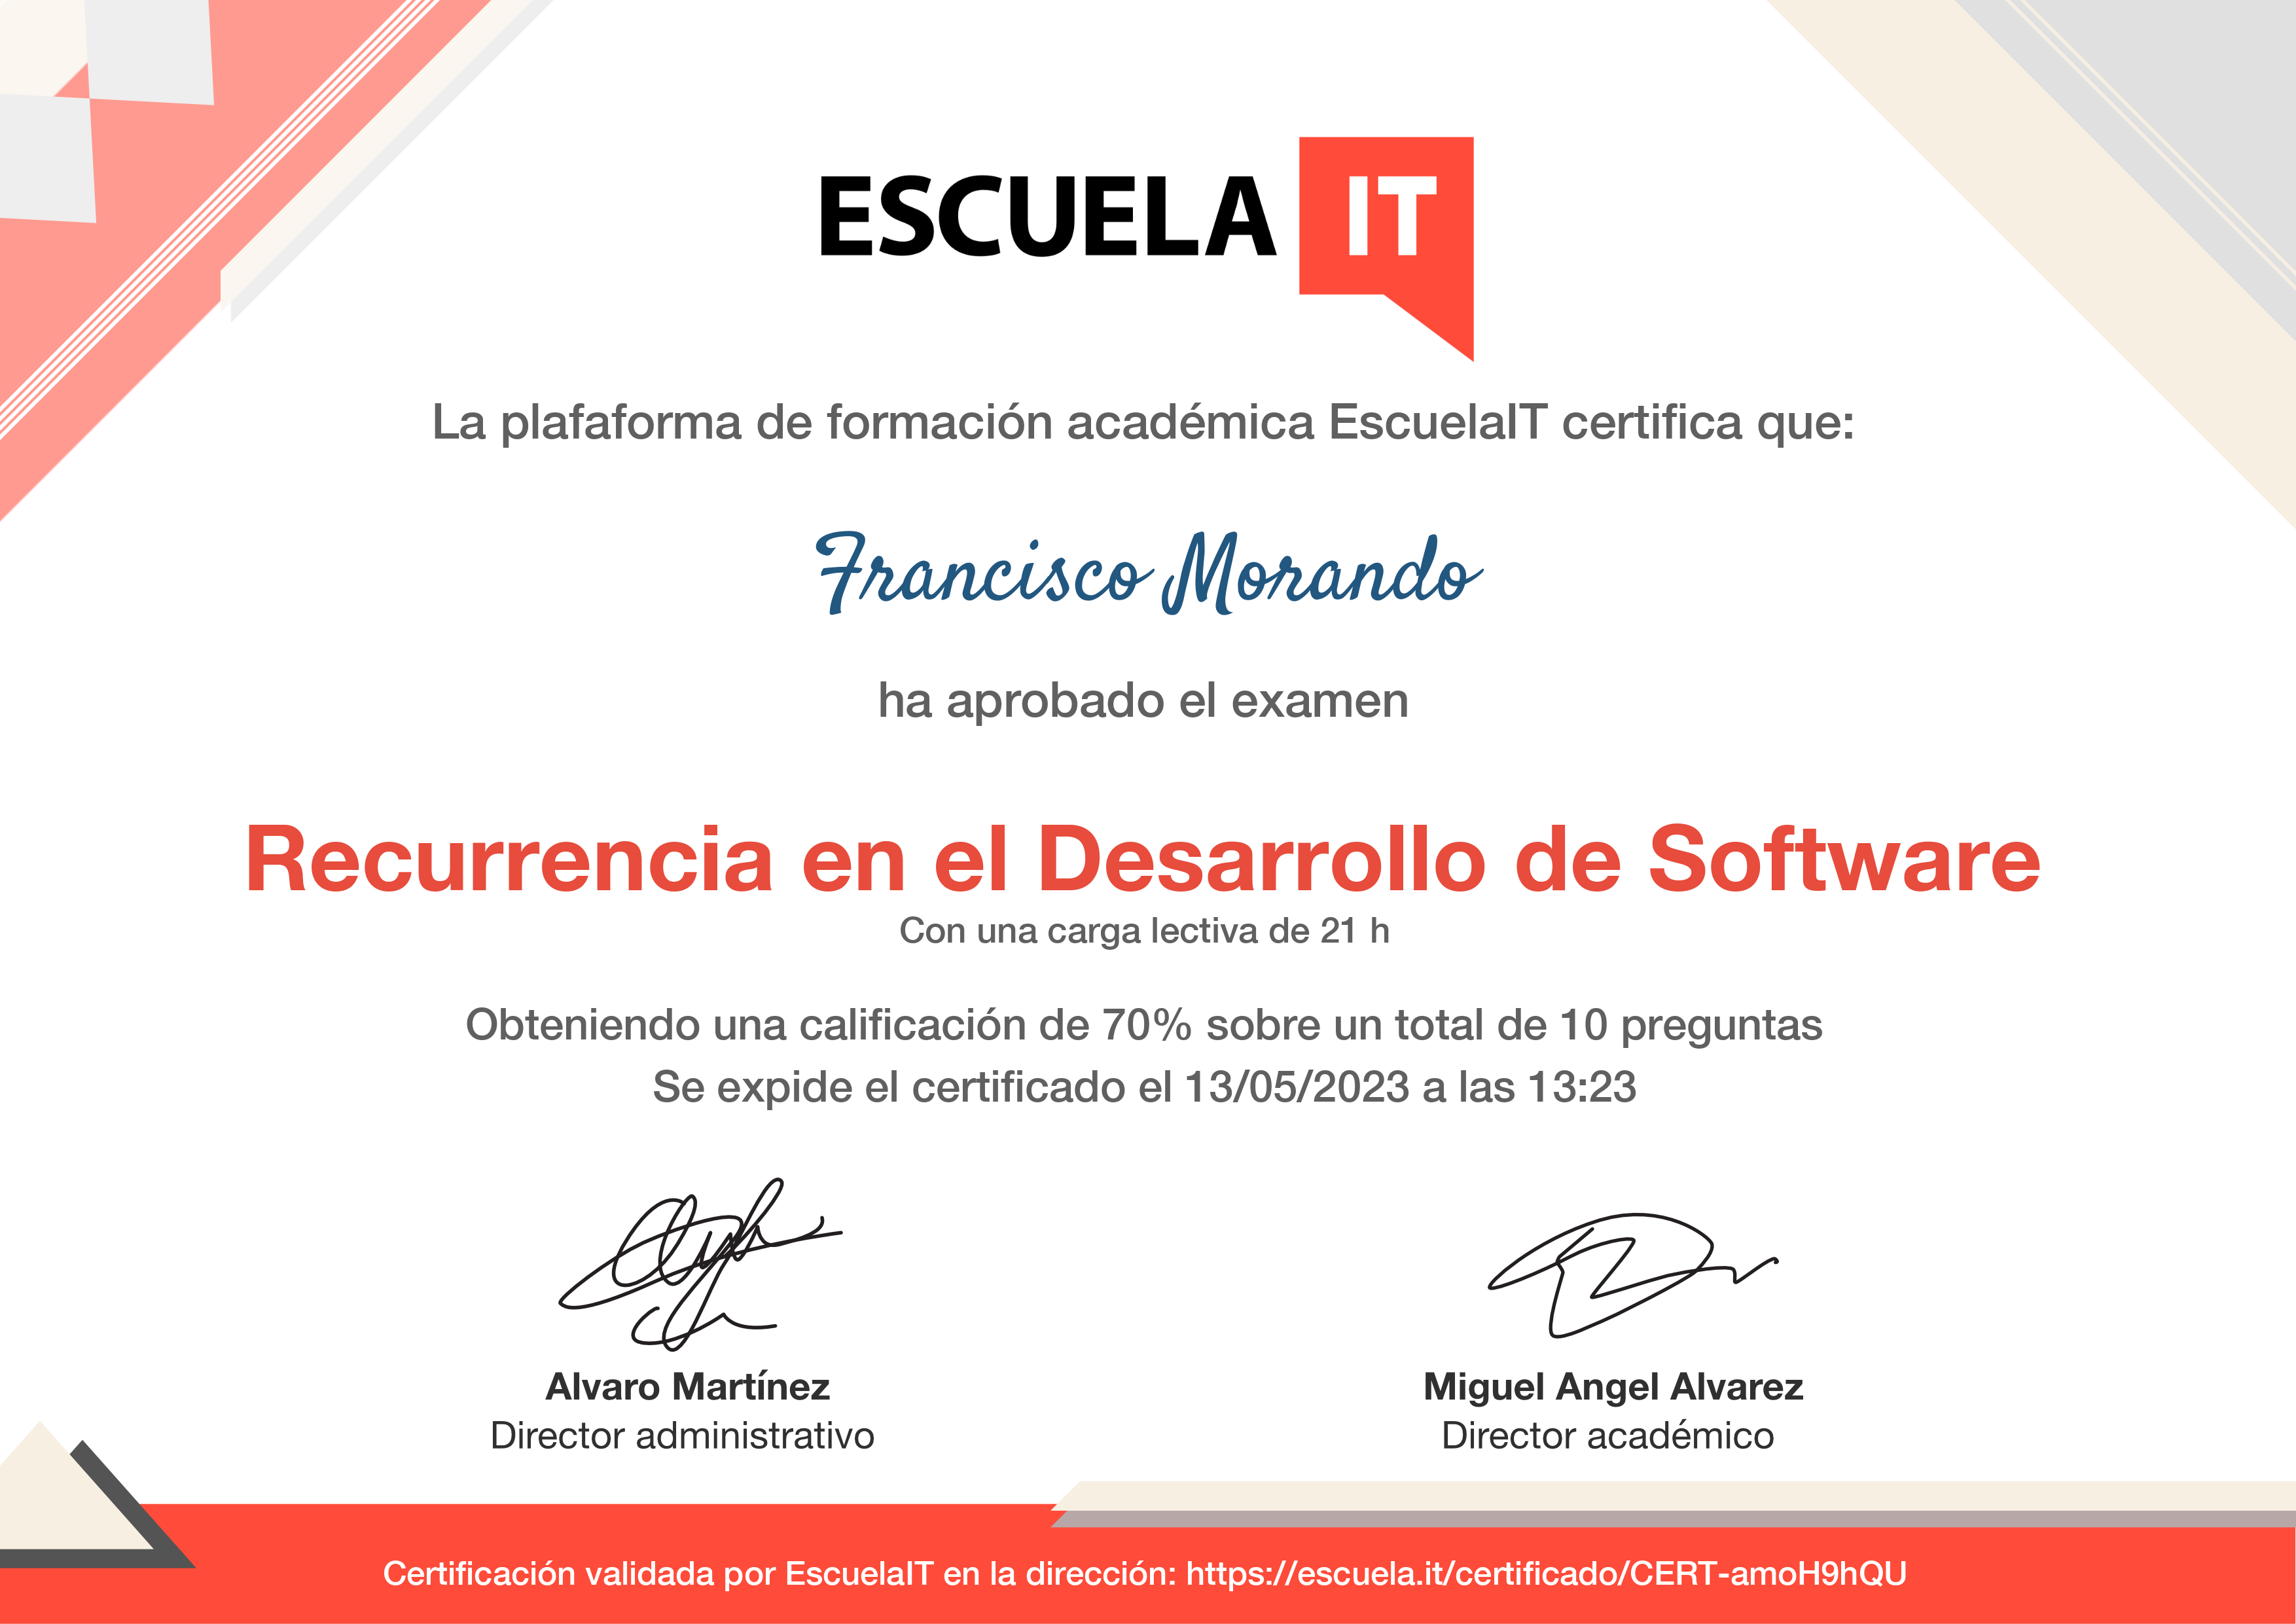 ESCUELA IT
La plafaforma de formación académica EscuelaIT certifica que:
Francisco Morando
ha aprobado el examen
Recurrencia en el Desarrollo de Software
Con una carga lectiva de 21 h
Obteniendo una calificación de 70% sobre un total de 10 preguntas
Se expide el certificado el 13/05/2023 a las 13:23
Alvaro Martínez
Director administrativo
Miguel Angel Alvarez
Director académico
Certificación validada por EscuelaIT en la dirección: https://escuela.it/certificado/CERT-amoH9hQU